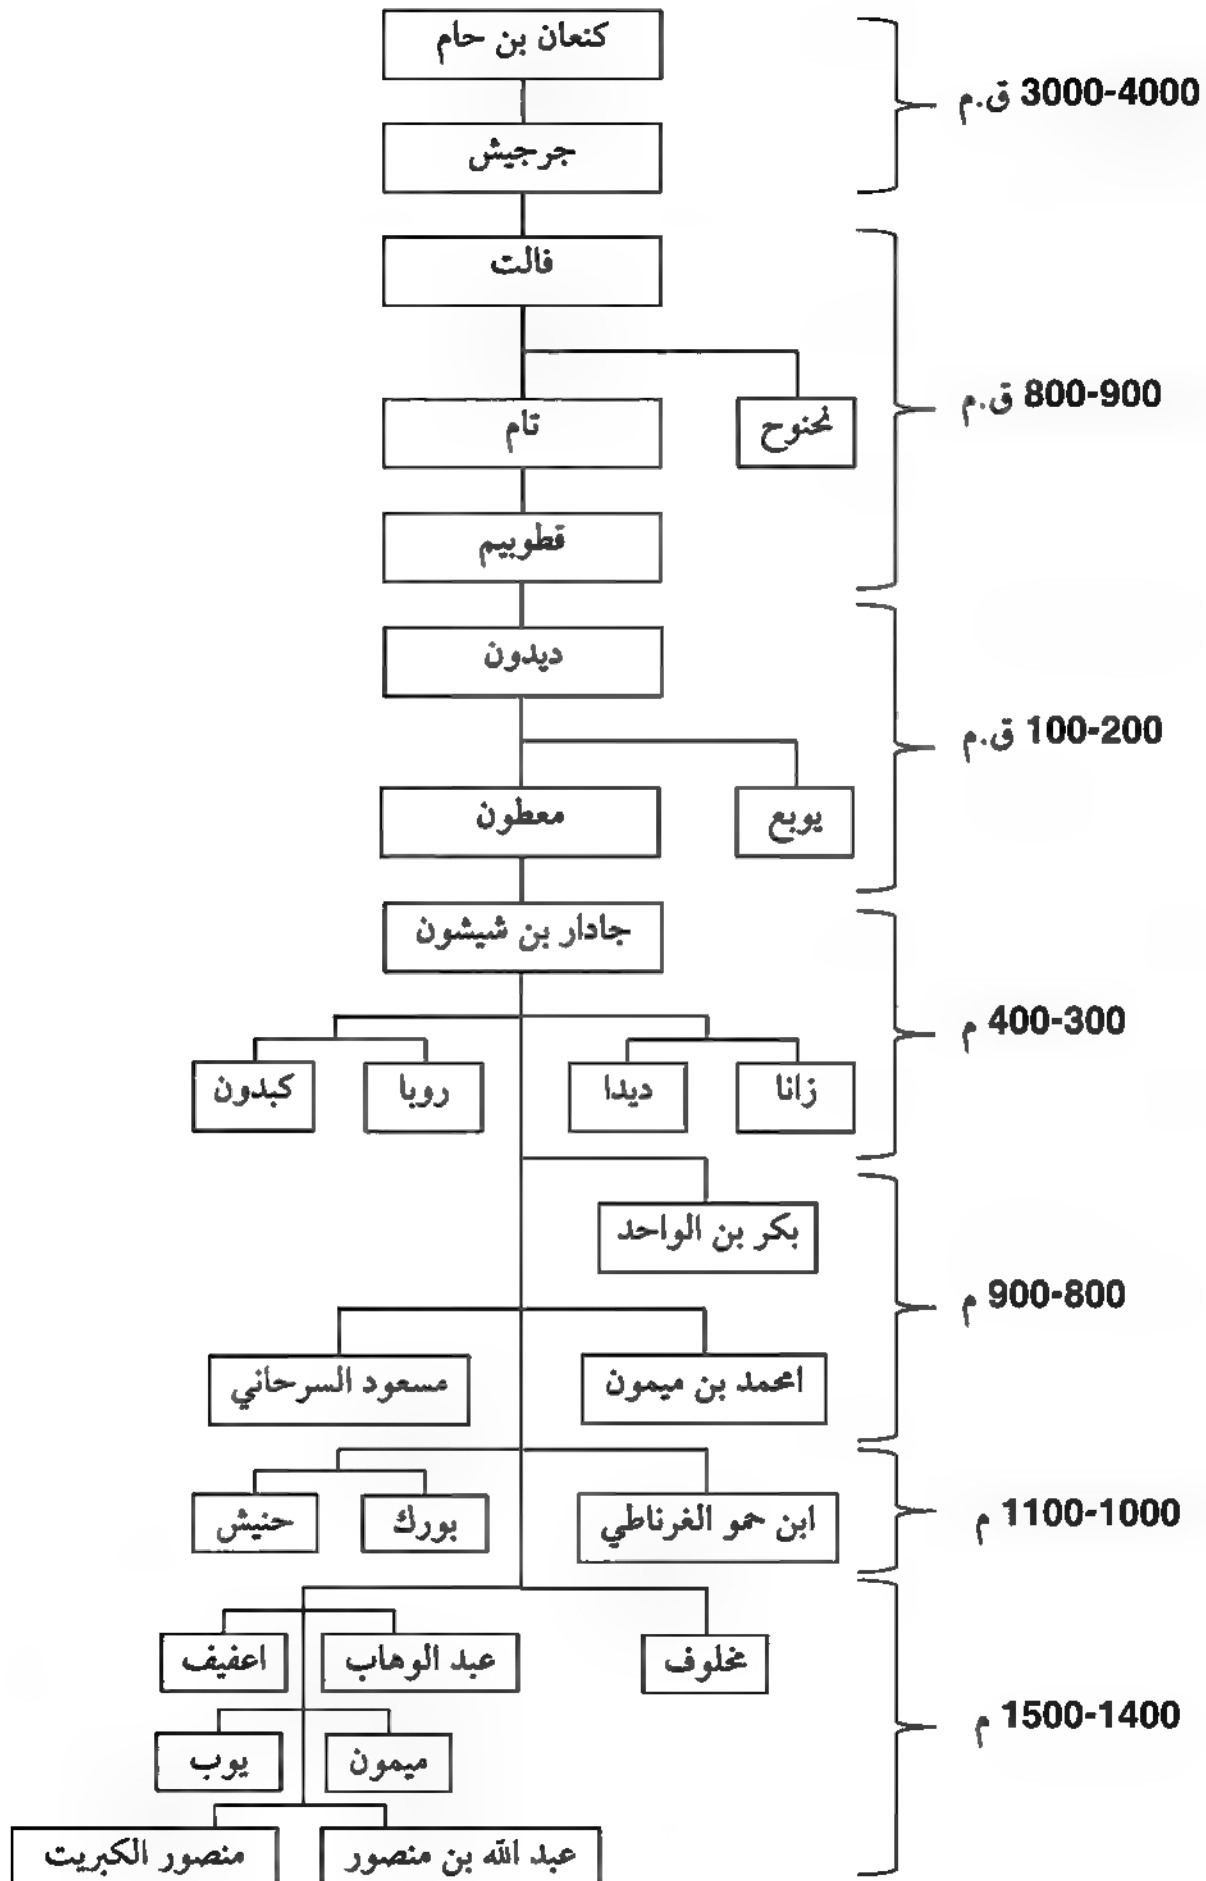 كنعان بن حام
3000-4000 ق.م
جرجيش
فالت
800-900 ق.م
نحنوح
تام
قطوبيم
ديدون
100-200 ق.م
يوبع
معطون
جادار بن شيشون
400-300 م
زانا
ديدا
روبا
كبدون
بكر بن الواحد
900-800 م
امحمد بن ميمون
مسعود السرحاني
1100-1000 م
ابن حمو الغرناطي
بورك
حنيش
مخلوف
عبد الوهاب
اعفيف
1500-1400 م
ميمون
يوب
عبد الله بن منصور
منصور الكبريت